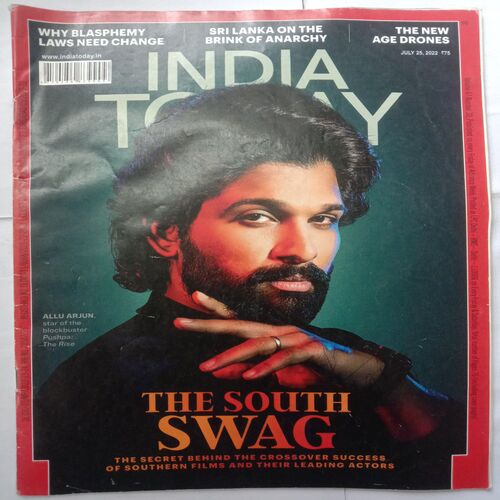 WHY BLASPHEMY
LAWS NEED CHANGE
SRI LANKA ON THE
BRINK OF ANARCHY
THE NEW
AGE DRONES
www.indiatoday.in
JULY 25, 2022 ₹75
INDIA
TODAY
ALLU ARJUN,
star of the
blockbuster
Pushpa:
The Rise
THE SOUTH
SWAG
THE SECRET BEHIND THE CROSSOVER SUCCESS
OF SOUTHERN FILMS AND THEIR LEADING ACTORS